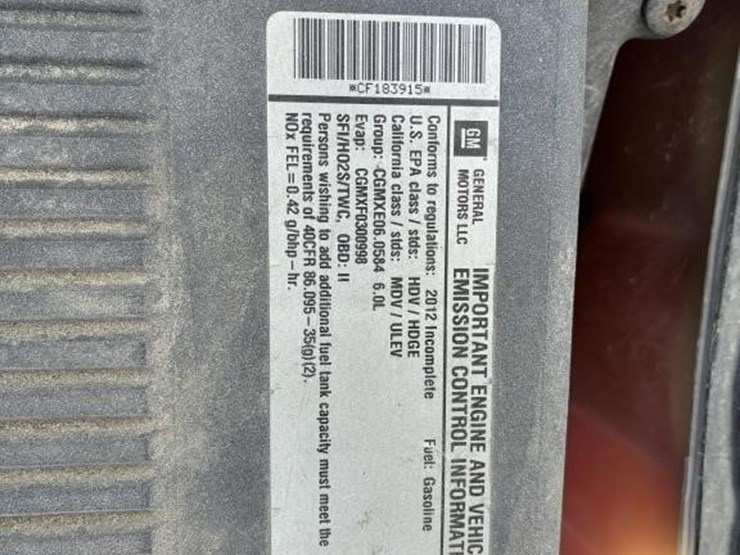 *CF183915*
GM GENERAL MOTORS LLC
IMPORTANT ENGINE AND
EMISSION CONTROL
Conforms to regulations: 2012 Incomplete Fuel: Gasoline
U.S. EPA class / stds: HDV / HDGE
California class / stds: MDV / ULEV
Group: CGMXE06.0584 6.0L
Evap: CGMXF0300998
SFI/HO2S/TWC, OBD: II
Persons wishing to add additional fuel tank capacity must meet the
requirements of 40CFR 86.095-35(g)(2).
NOx FEL=0.42 g/bhp-hr.